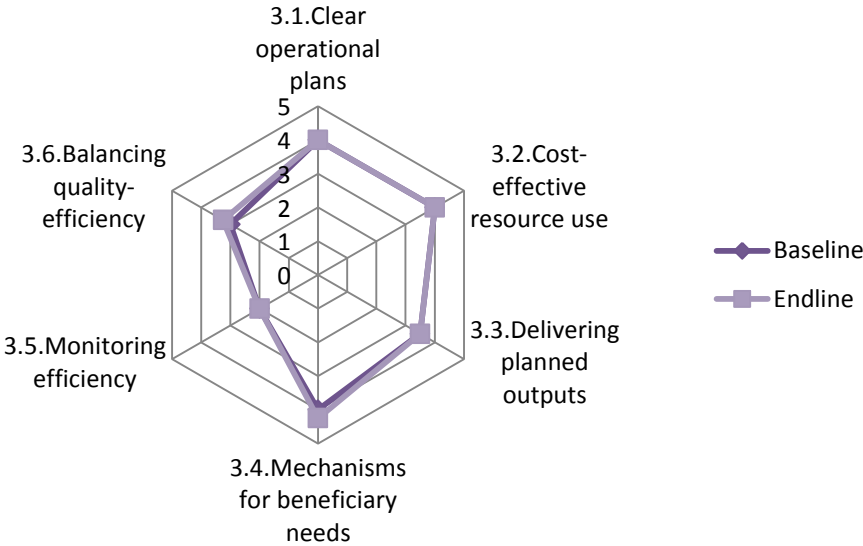 3.1.Clear
operational
plans
5
4
3
2
1
0
3.2.Cost-
effective
resource use
3.3.Delivering
planned
outputs
3.4.Mechanisms
for beneficiary
needs
3.5.Monitoring
efficiency
3.6.Balancing
quality-
efficiency
Baseline
Endline